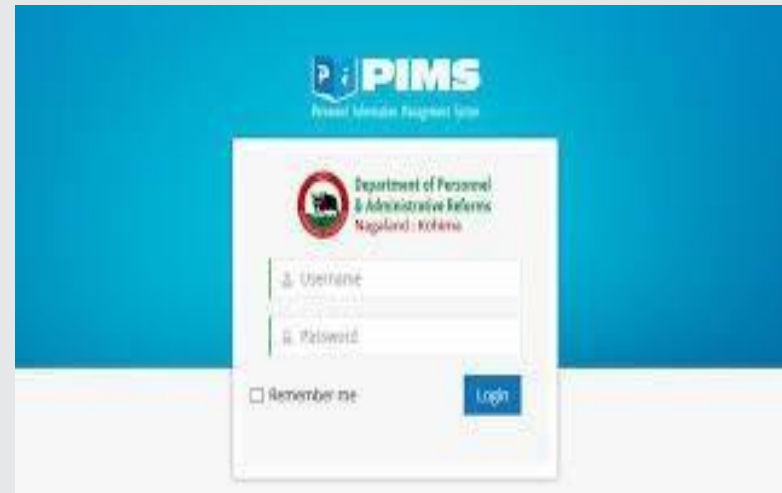 P i PIMS
Personnel Information Management System
Department of Personnel
& Administrative Reforms
Nagaland : Kohima
Username
Password
Remember me
Login